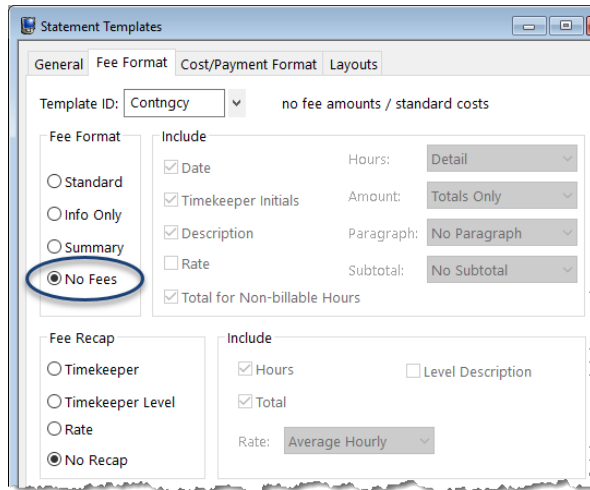 Statement Templates
General Fee Format Cost/Payment Format Layouts
Template ID: Contngcy no fee amounts / standard costs
Fee Format
Standard
Info Only
Summary
No Fees
Include
Date
Timekeeper Initials
Description
Rate
Total for Non-billable Hours
Hours: Detail
Amount: Totals Only
Paragraph: No Paragraph
Subtotal: No Subtotal
Fee Recap
Timekeeper
Timekeeper Level
Rate
No Recap
Include
Hours
Level Description
Total
Rate: Average Hourly